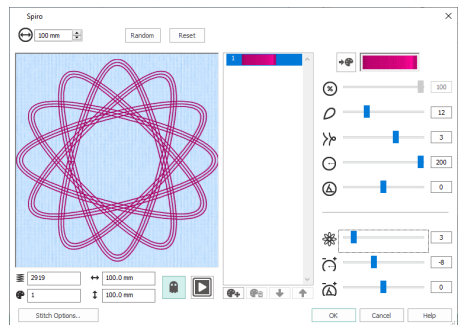 Spiro
100 mm
Random
Reset
1
100
12
3
200
0
3
-8
0
2919
100.0 mm
1
100.0 mm
Stitch Options...
OK
Cancel
Help